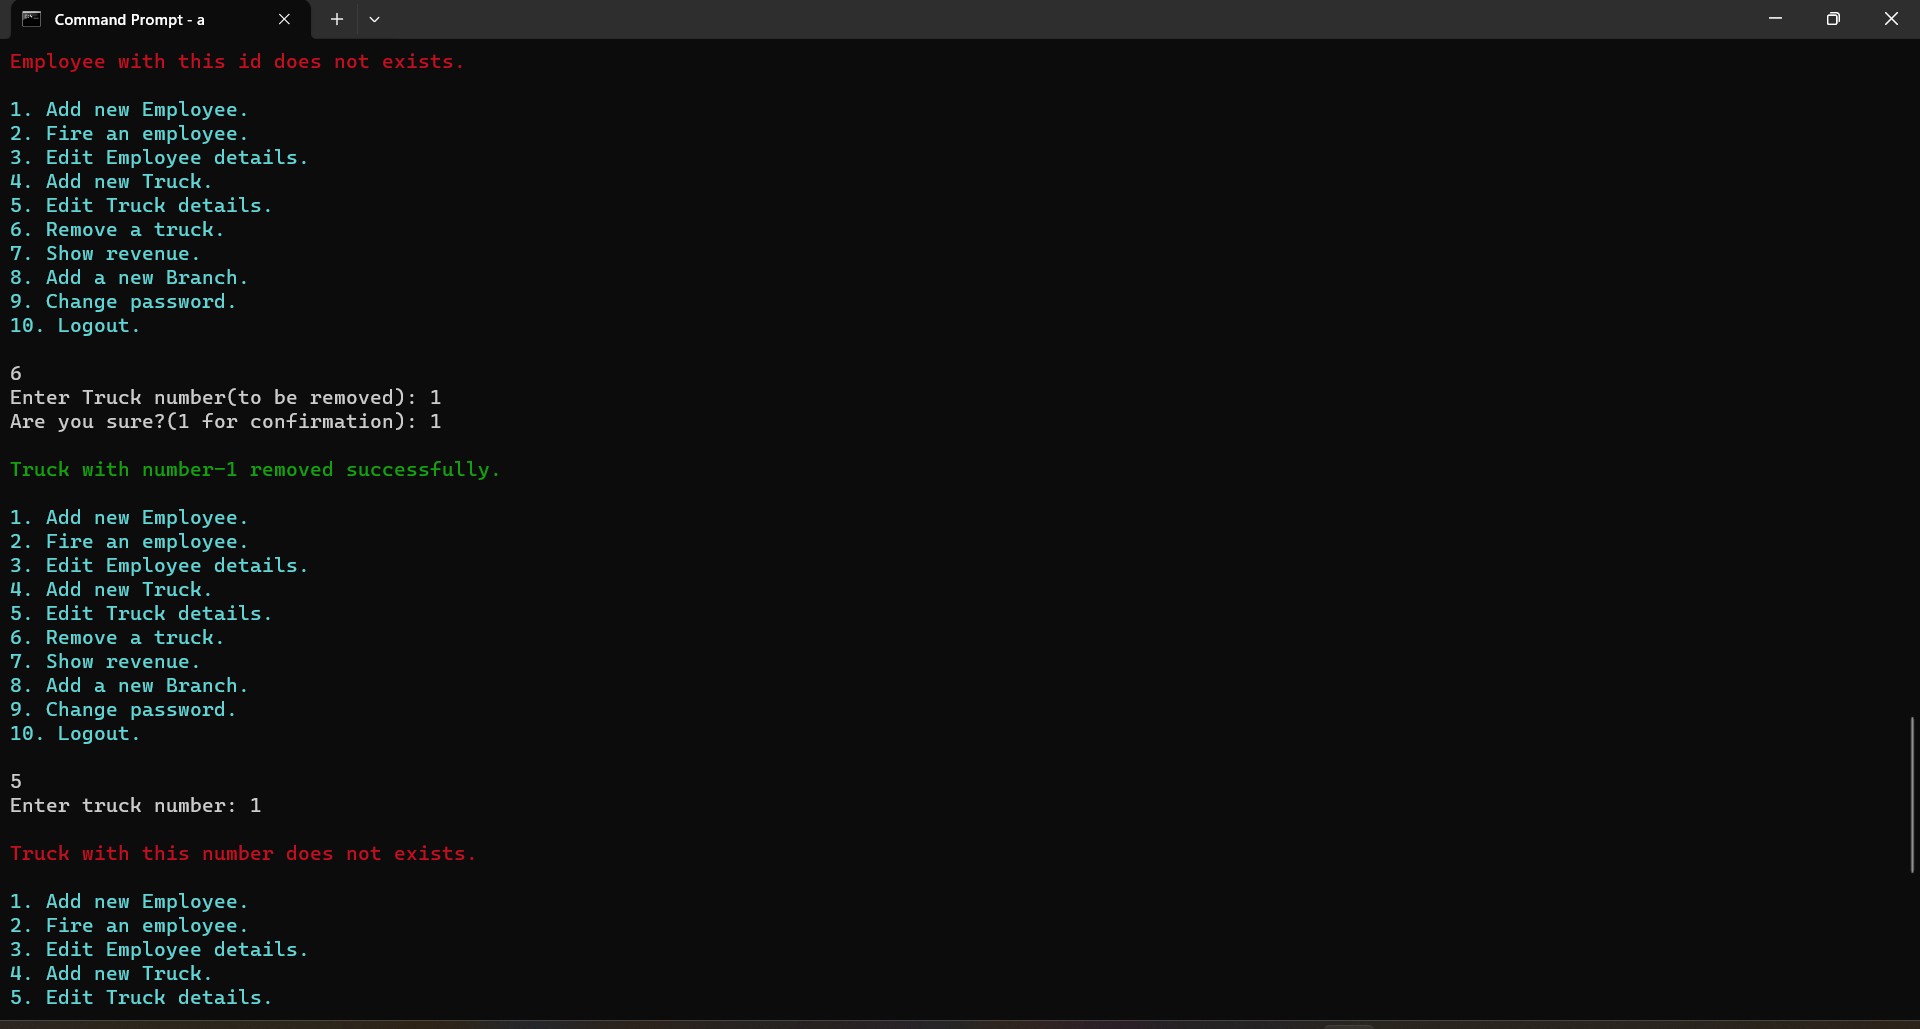 Command Prompt - a
Employee with this id does not exists.
1. Add new Employee.
2. Fire an employee.
3. Edit Employee details.
4. Add new Truck.
5. Edit Truck details.
6. Remove a truck.
7. Show revenue.
8. Add a new Branch.
9. Change password.
10. Logout.
6
Enter Truck number(to be removed): 1
Are you sure?(1 for confirmation): 1
Truck with number-1 removed successfully.
1. Add new Employee.
2. Fire an employee.
3. Edit Employee details.
4. Add new Truck.
5. Edit Truck details.
6. Remove a truck.
7. Show revenue.
8. Add a new Branch.
9. Change password.
10. Logout.
5
Enter truck number: 1
Truck with this number does not exists.
1. Add new Employee.
2. Fire an employee.
3. Edit Employee details.
4. Add new Truck.
5. Edit Truck details.